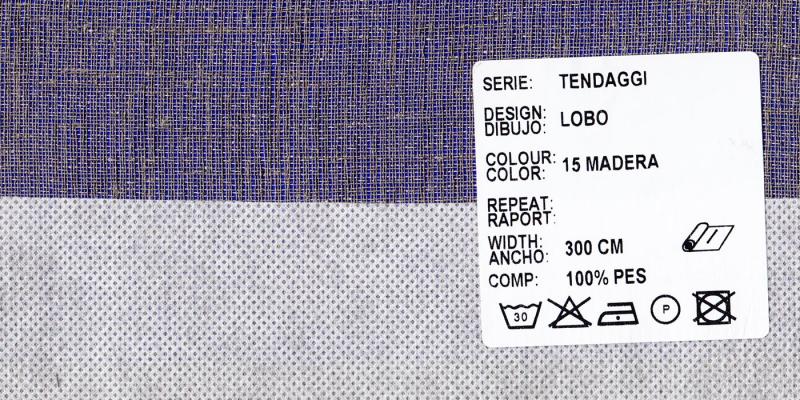 SERIE: TENDAGGI
DESIGN:
DIBUJO: LOBO
COLOUR:
COLOR: 15 MADERA
REPEAT:
RAPORT:
WIDTH:
ANCHO: 300 CM
COMP: 100% PES
30 P